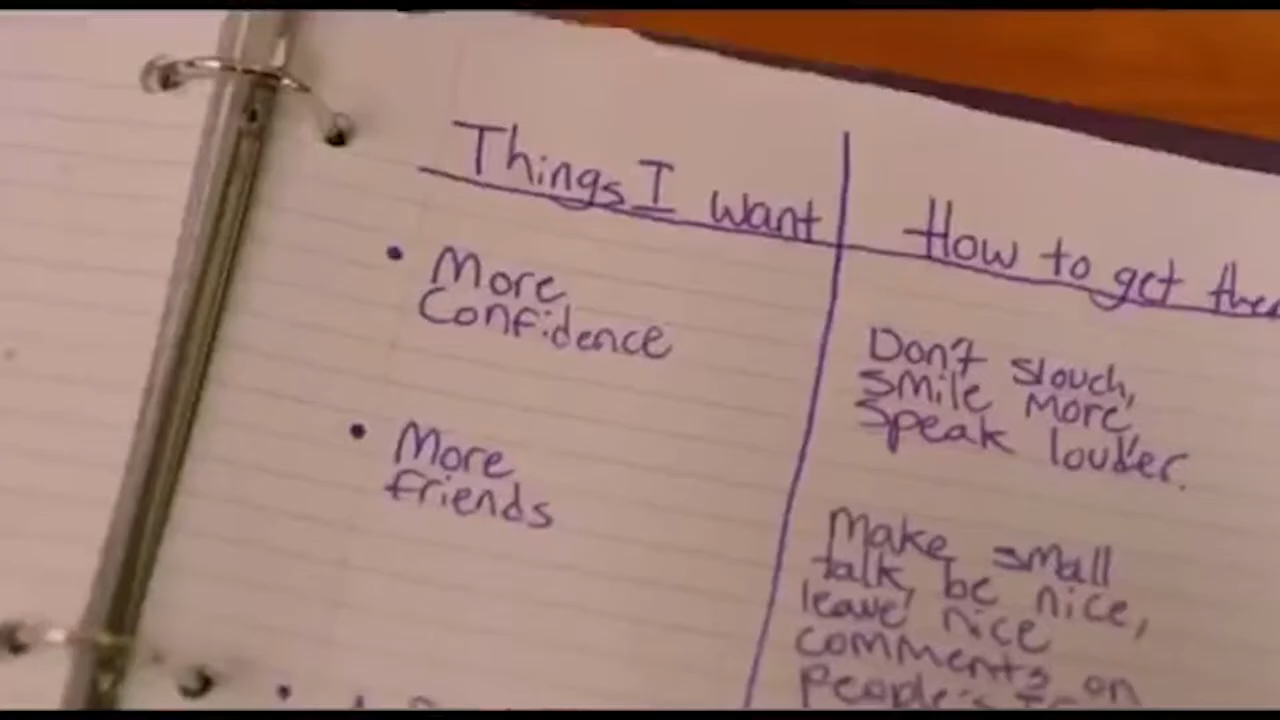 Things I want
How to get
• More
Confidence
Don't slouch,
smile more,
speak louder.
• More
friends
Make small
talk, be nice,
leave nice
comments on
people's